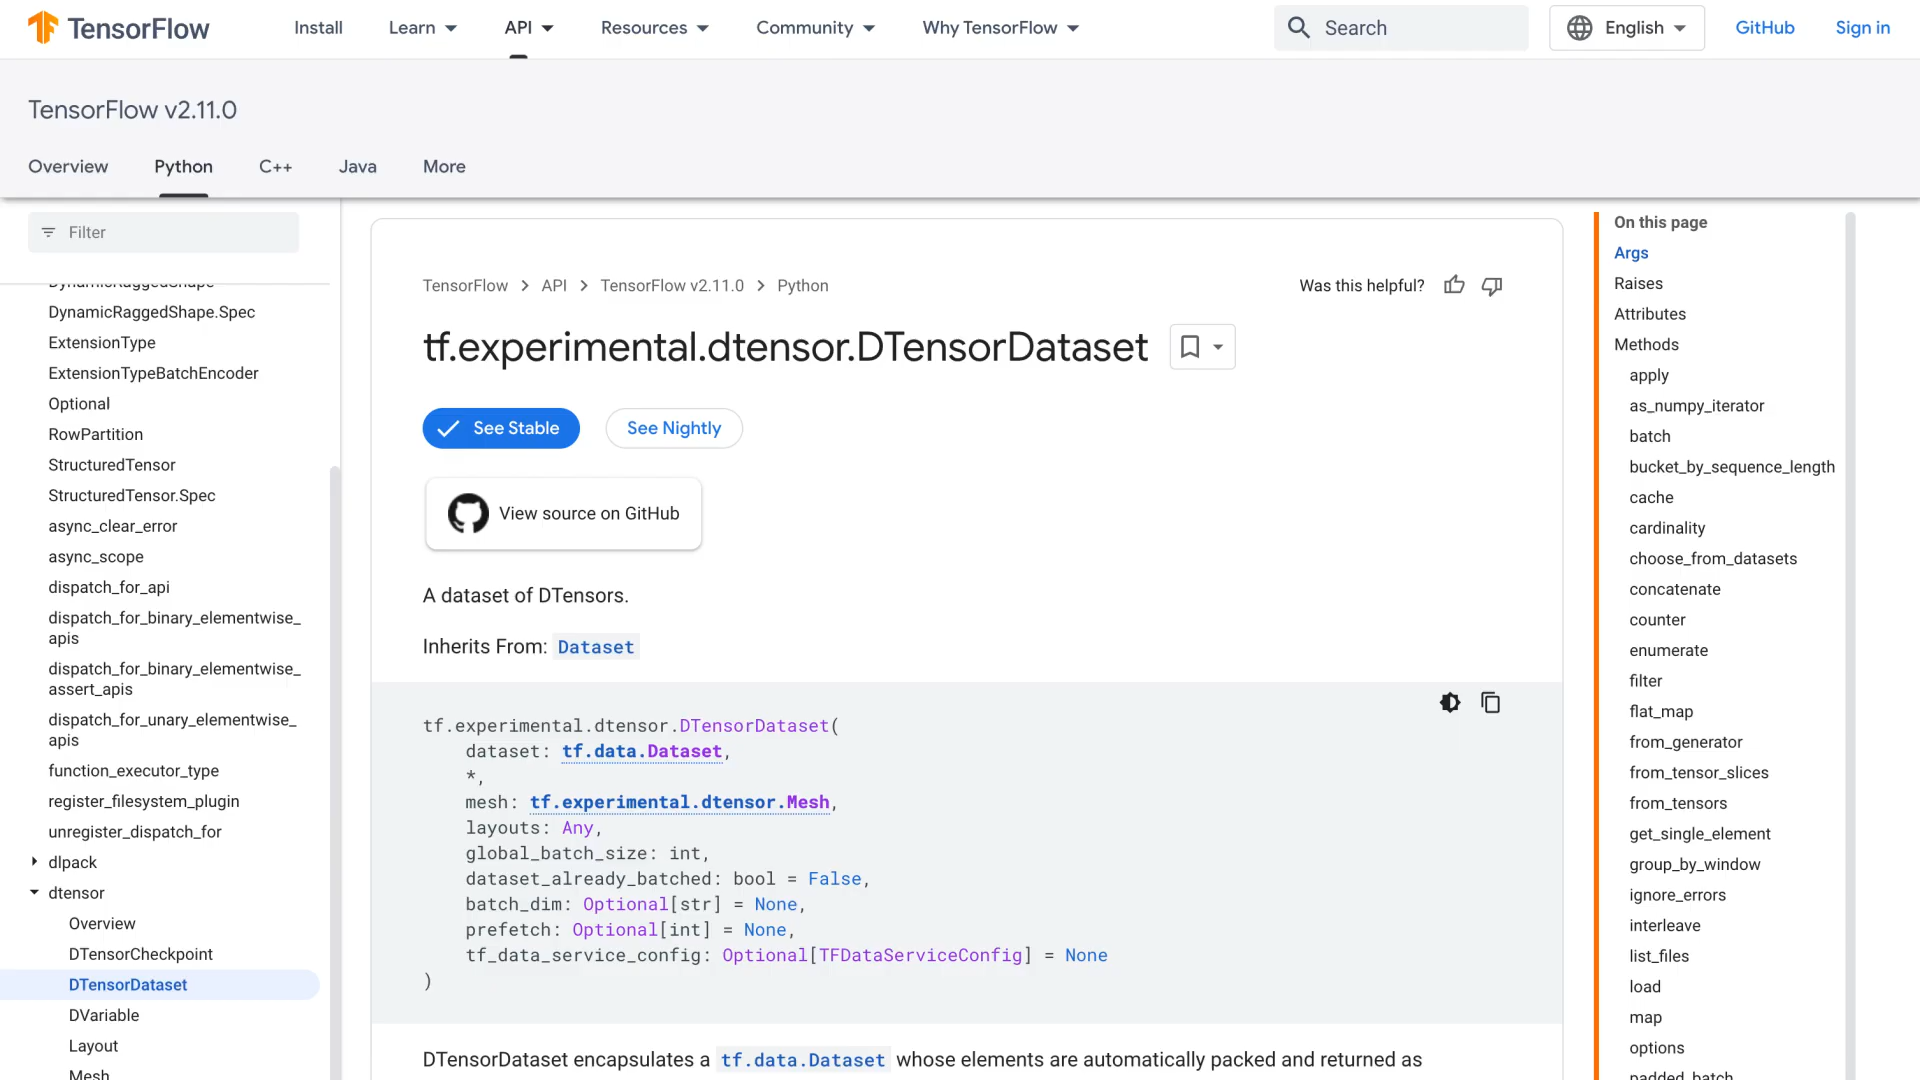 TensorFlow
Install
Learn
API
Resources
Community
Why TensorFlow
Search
English
GitHub
Sign in
TensorFlow v2.11.0
Overview
Python
C++
Java
More
Filter
DynamicRaggedShape
DynamicRaggedShape.Spec
ExtensionType
ExtensionTypeBatchEncoder
Optional
RowPartition
StructuredTensor
StructuredTensor.Spec
async_clear_error
async_scope
dispatch_for_api
dispatch_for_binary_elementwise_
apis
dispatch_for_binary_elementwise_
assert_apis
dispatch_for_unary_elementwise_
apis
function_executor_type
register_filesystem_plugin
unregister_dispatch_for
dlpack
dtensor
Overview
DTensorCheckpoint
DTensorDataset
DVariable
Layout
Mesh
TensorFlow > API > TensorFlow v2.11.0 > Python
Was this helpful?
tf.experimental.dtensor.DTensorDataset
See Stable
See Nightly
View source on GitHub
A dataset of DTensors.
Inherits From: Dataset
tf.experimental.dtensor.DTensorDataset(
dataset: tf.data.Dataset,
*,
mesh: tf.experimental.dtensor.Mesh,
layouts: Any,
global_batch_size: int,
dataset_already_batched: bool = False,
batch_dim: Optional[str] = None,
prefetch: Optional[int] = None,
tf_data_service_config: Optional[TFDataServiceConfig] = None
)
DTensorDataset encapsulates a tf.data.Dataset whose elements are automatically packed and returned as
On this page
Args
Raises
Attributes
Methods
apply
as_numpy_iterator
batch
bucket_by_sequence_length
cache
cardinality
choose_from_datasets
concatenate
counter
enumerate
filter
flat_map
from_generator
from_tensor_slices
from_tensors
get_single_element
group_by_window
ignore_errors
interleave
list_files
load
map
options
padded_batch